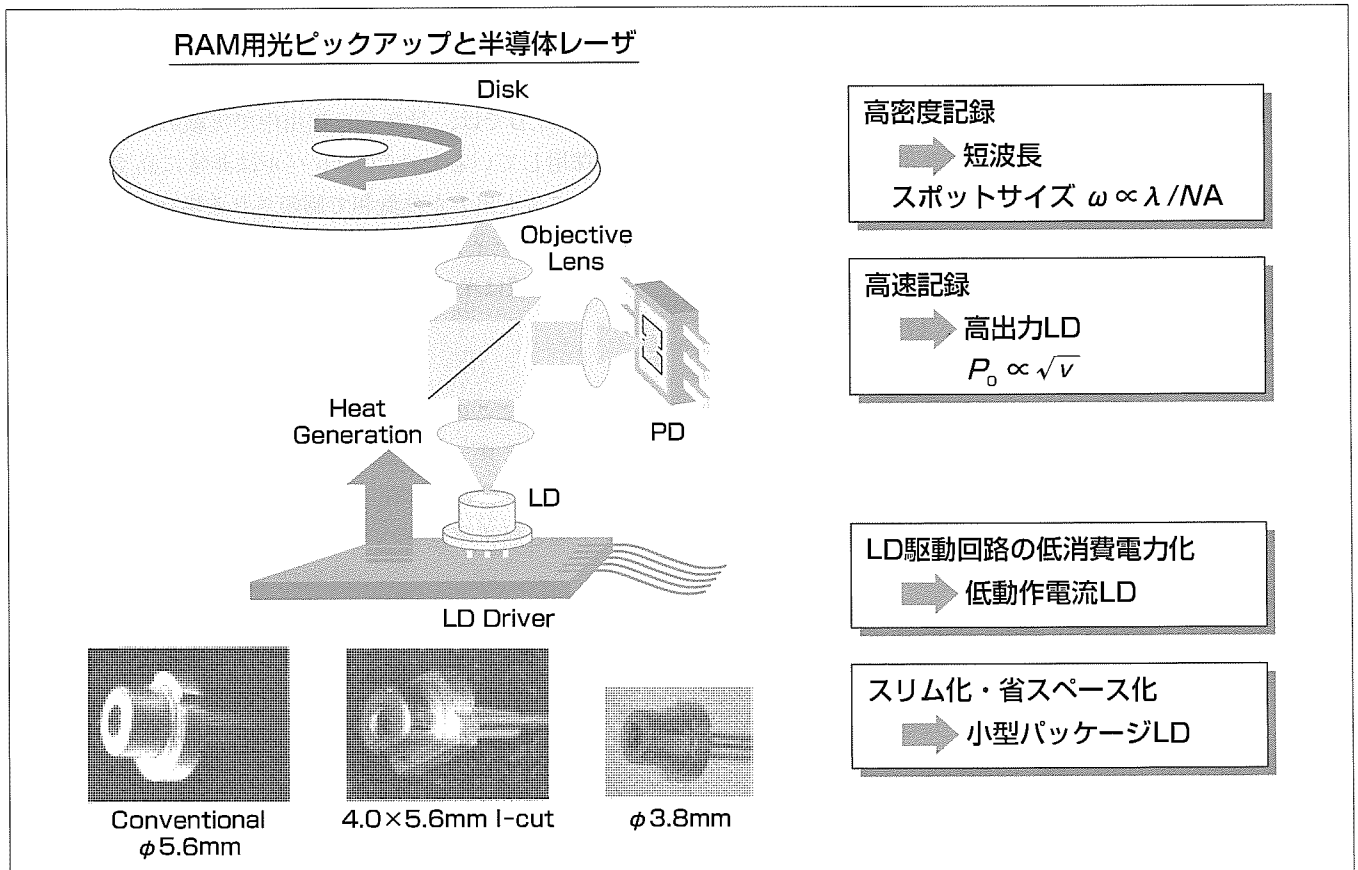 RAM用光ピックアップと半導体レーザ
Disk
Objective
Lens
PD
Heat
Generation
LD
LD Driver
Conventional
φ5.6mm
4.0×5.6mm I-cut
φ3.8mm
高密度記録
短波長
スポットサイズ ω∝λ/NA
高速記録
高出力LD
P₀∝√v
LD駆動回路の低消費電力化
低動作電流LD
スリム化・省スペース化
小型パッケージLD